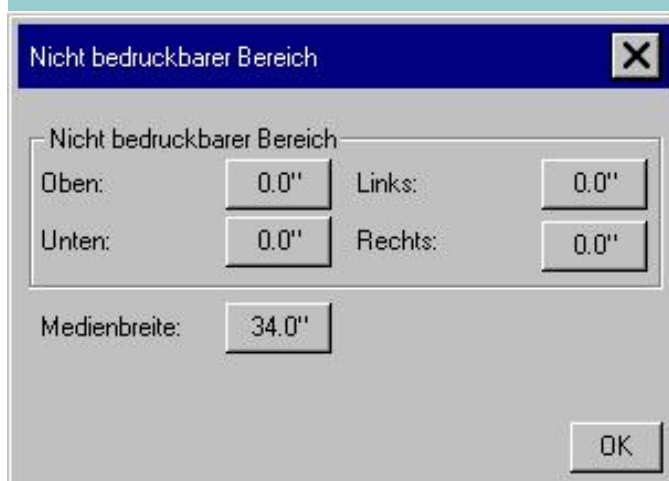 Nicht bedruckbarer Bereich
Nicht bedruckbarer Bereich
Oben: 0.0" Links: 0.0"
Unten: 0.0" Rechts: 0.0"
Medienbreite: 34.0"
OK